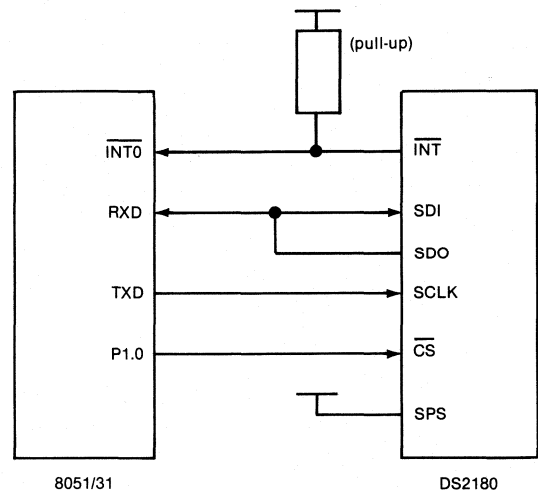 (pull-up)
INT0 INT
RXD SDI
SDO
TXD SCLK
P1.0 CS
SPS
8051/31 DS2180